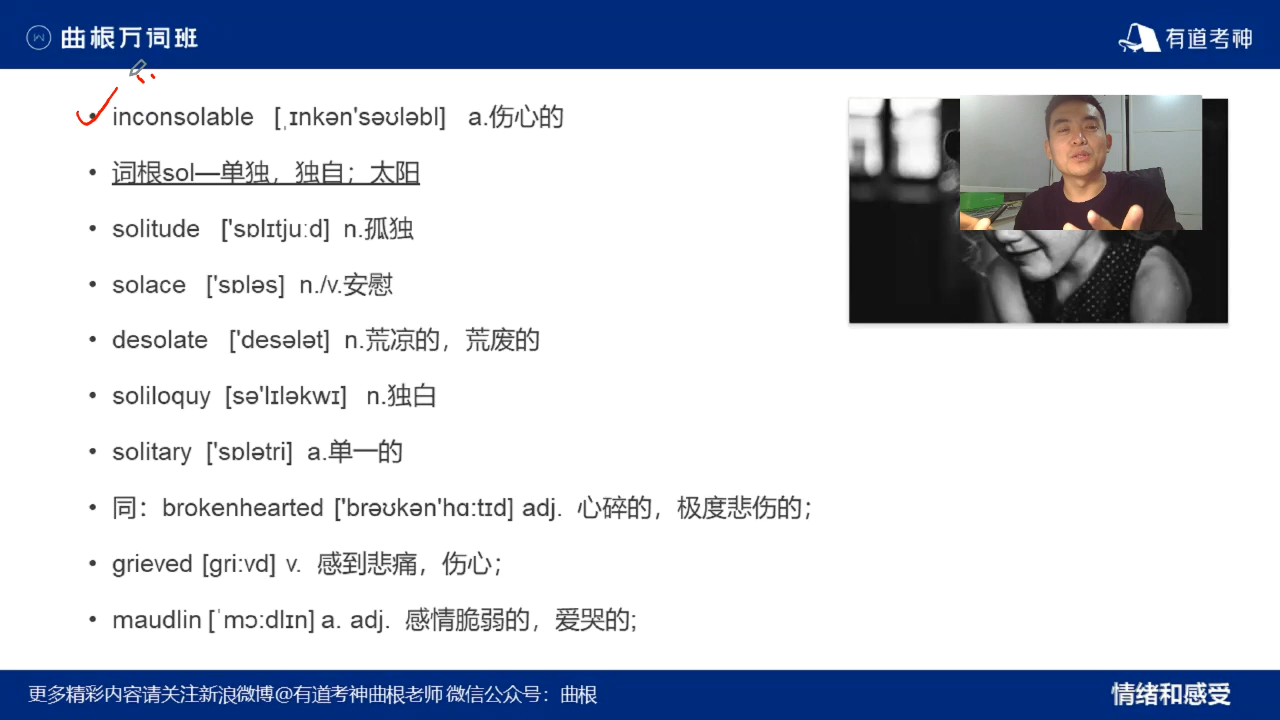 曲根万词班
有道考神
inconsolable [ˌɪnkən'səʊləbl] a.伤心的
词根sol—单独，独自；太阳
solitude ['sɒlɪtjuːd] n.孤独
solace ['sɒləs] n./v.安慰
desolate ['desələt] n.荒凉的，荒废的
soliloquy [sə'lɪləkwɪ] n.独白
solitary ['sɒlətri] a.单一的
同：brokenhearted ['brəʊkən'hɑ:tɪd] adj. 心碎的，极度悲伤的；
grieved [gri:vd] v. 感到悲痛，伤心；
maudlin [ˈmɔ:dlɪn] a. adj. 感情脆弱的，爱哭的;
更多精彩内容请关注新浪微博@有道考神曲根老师 微信公众号：曲根
情绪和感受